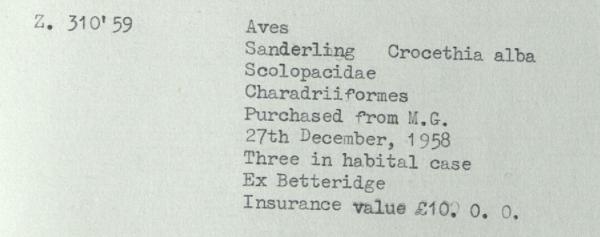 Z. 310'59
Aves
Sanderling Crocethia alba
Scolopacidae
Charadriiformes
Purchased from M.G.
27th December, 1958
Three in habital case
Ex Betteridge
Insurance value £10. 0. 0.